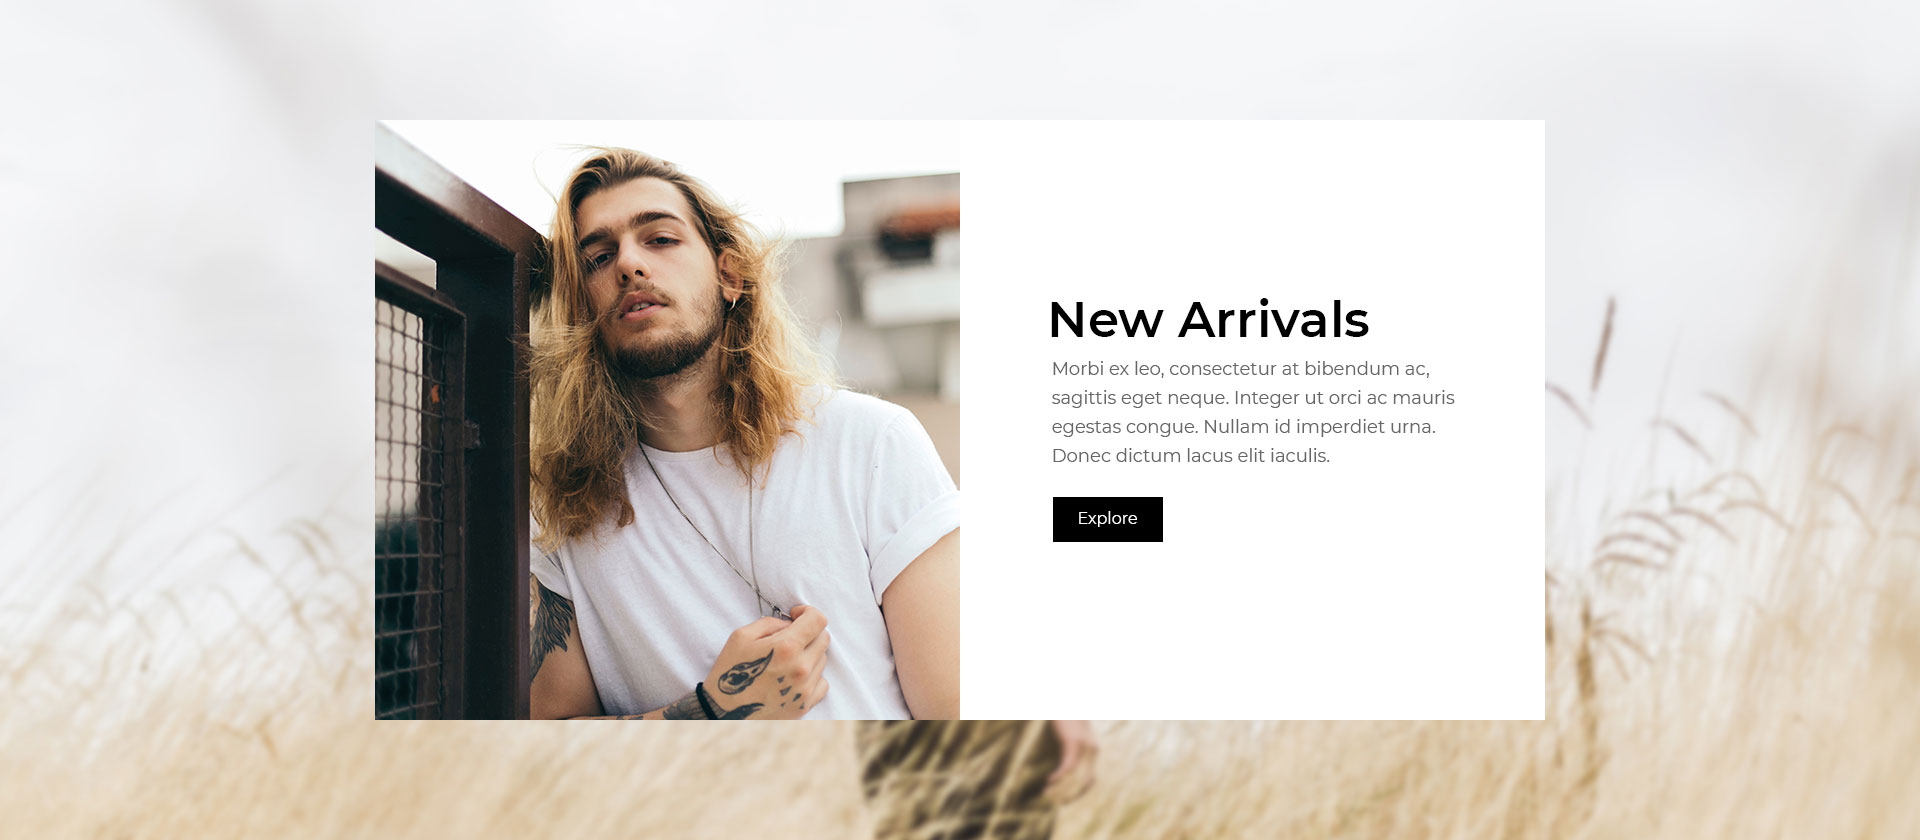 New Arrivals
Morbi ex leo, consectetur at bibendum ac,
sagittis eget neque. Integer ut orci ac mauris
egestas congue. Nullam id imperdiet urna.
Donec dictum lacus elit iaculis.
Explore